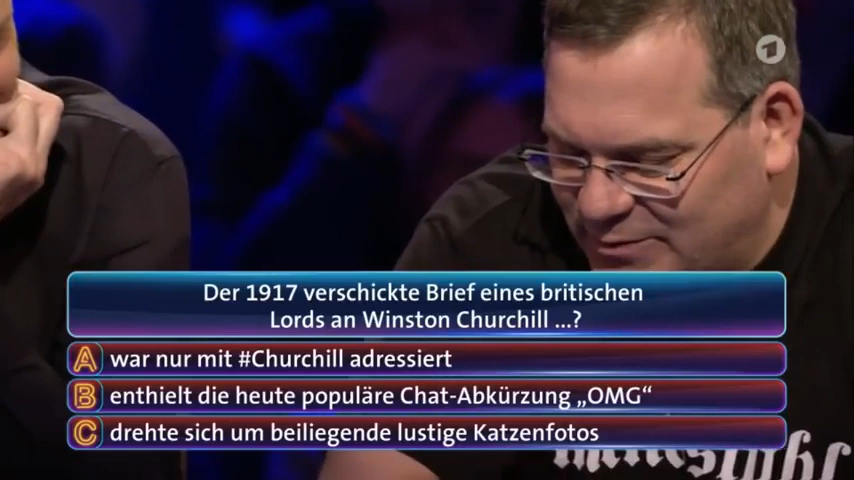 1
Der 1917 verschickte Brief eines britischen
Lords an Winston Churchill ...?
A war nur mit #Churchill adressiert
B enthielt die heute populäre Chat-Abkürzung „OMG“
C drehte sich um beiliegende lustige Katzenfotos